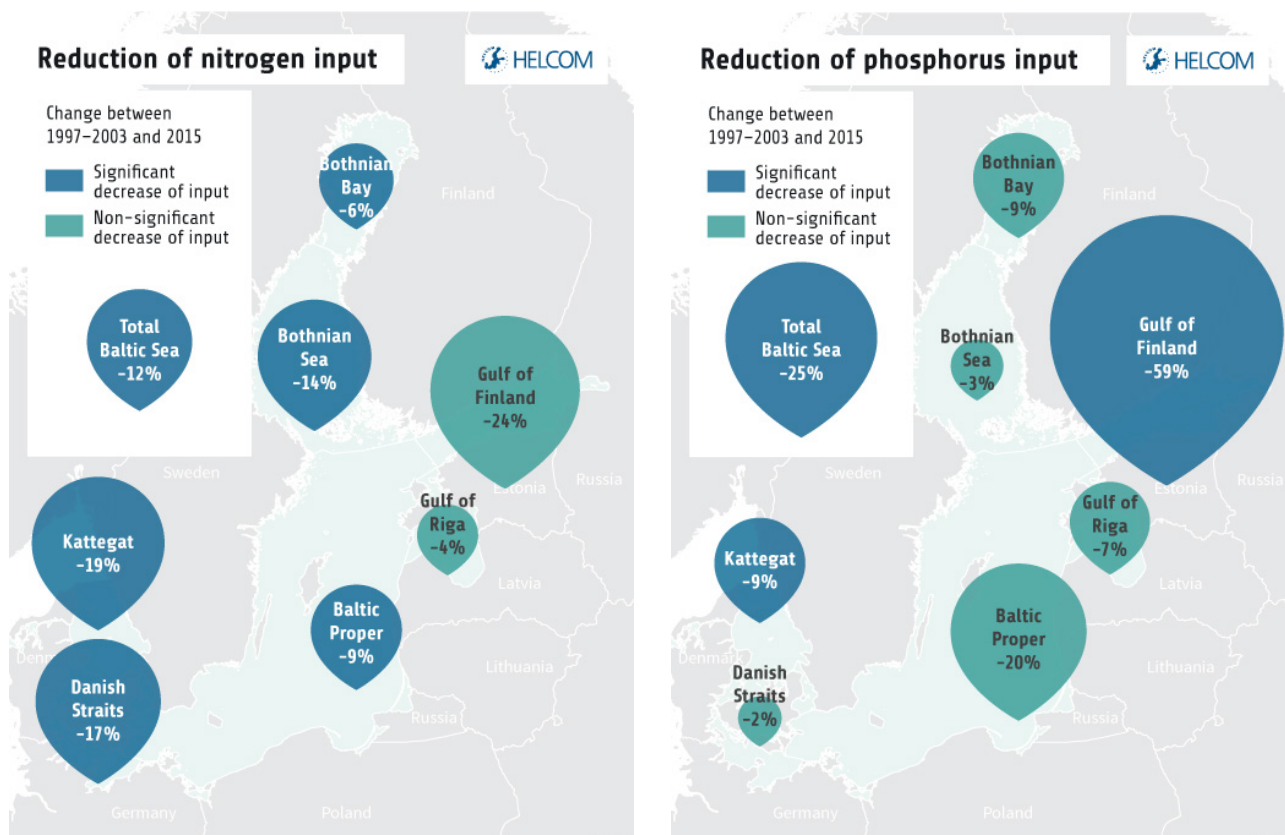 Reduction of nitrogen input
HELCOM
Change between
1997–2003 and 2015
Significant
decrease of input
Non-significant
decrease of input
Total
Baltic Sea
-12%
Bothnian
Bay
-6%
Finland
Bothnian
Sea
-14%
Gulf of
Finland
-24%
Sweden
Russia
Estonia
Gulf of
Riga
-4%
Kattegat
-19%
Latvia
Baltic
Proper
-9%
Denm
Lithuania
Danish
Straits
-17%
Russia
Germany
Poland
Reduction of phosphorus input
HELCOM
Change between
1997–2003 and 2015
Significant
decrease of input
Non-significant
decrease of input
Total
Baltic Sea
-25%
Bothnian
Bay
-9%
Finland
Gulf of
Finland
-59%
Bothnian
Sea
-3%
Sweden
Russia
Estonia
Gulf of
Riga
-7%
Kattegat
-9%
Latvia
Baltic
Proper
-20%
Denmark
Lithuania
Danish
Straits
-2%
Russia
Germany
Poland